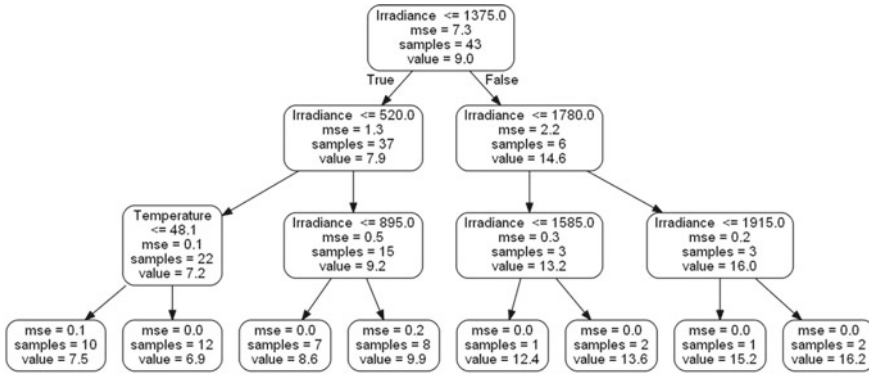 Irradiance <= 1375.0
mse = 7.3
samples = 43
value = 9.0
True
False
Irradiance <= 520.0
mse = 1.3
samples = 37
value = 7.9
Irradiance <= 1780.0
mse = 2.2
samples = 6
value = 14.6
Temperature
<= 48.1
mse = 0.1
samples = 22
value = 7.2
Irradiance <= 895.0
mse = 0.5
samples = 15
value = 9.2
Irradiance <= 1585.0
mse = 0.3
samples = 3
value = 13.2
Irradiance <= 1915.0
mse = 0.2
samples = 3
value = 16.0
mse = 0.1
samples = 10
value = 7.5
mse = 0.0
samples = 12
value = 6.9
mse = 0.0
samples = 7
value = 8.6
mse = 0.2
samples = 8
value = 9.9
mse = 0.0
samples = 1
value = 12.4
mse = 0.0
samples = 2
value = 13.6
mse = 0.0
samples = 1
value = 15.2
mse = 0.0
samples = 2
value = 16.2